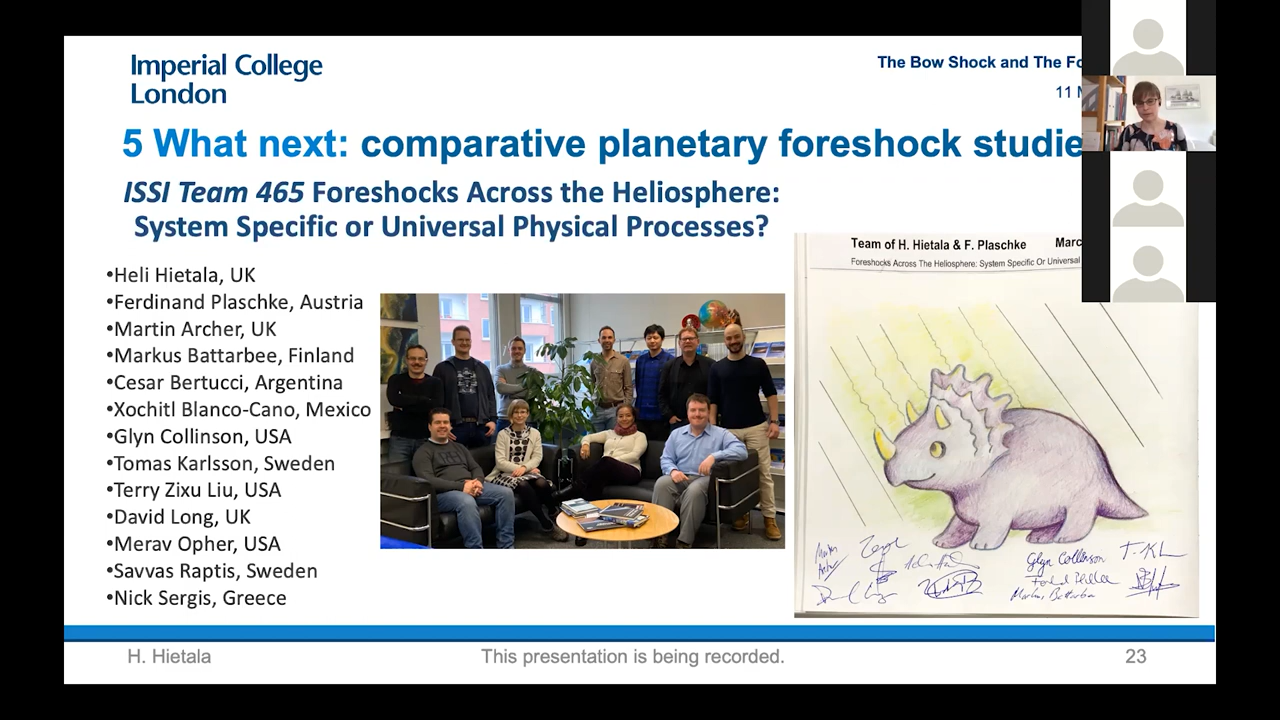 Imperial College
London
The Bow Shock and The Fo
11 M
5 What next: comparative planetary foreshock studie
ISSI Team 465 Foreshocks Across the Heliosphere:
System Specific or Universal Physical Processes?
•Heli Hietala, UK
•Ferdinand Plaschke, Austria
•Martin Archer, UK
•Markus Battarbee, Finland
•Cesar Bertucci, Argentina
•Xochitl Blanco-Cano, Mexico
•Glyn Collinson, USA
•Tomas Karlsson, Sweden
•Terry Zixu Liu, USA
•David Long, UK
•Merav Opher, USA
•Savvas Raptis, Sweden
•Nick Sergis, Greece
Team of H. Hietala & F. Plaschke Marc
Foreshocks Across The Heliosphere: System Specific Or Universal
Glyn Collinson
Markus Battarbee
H. Hietala
This presentation is being recorded.
23